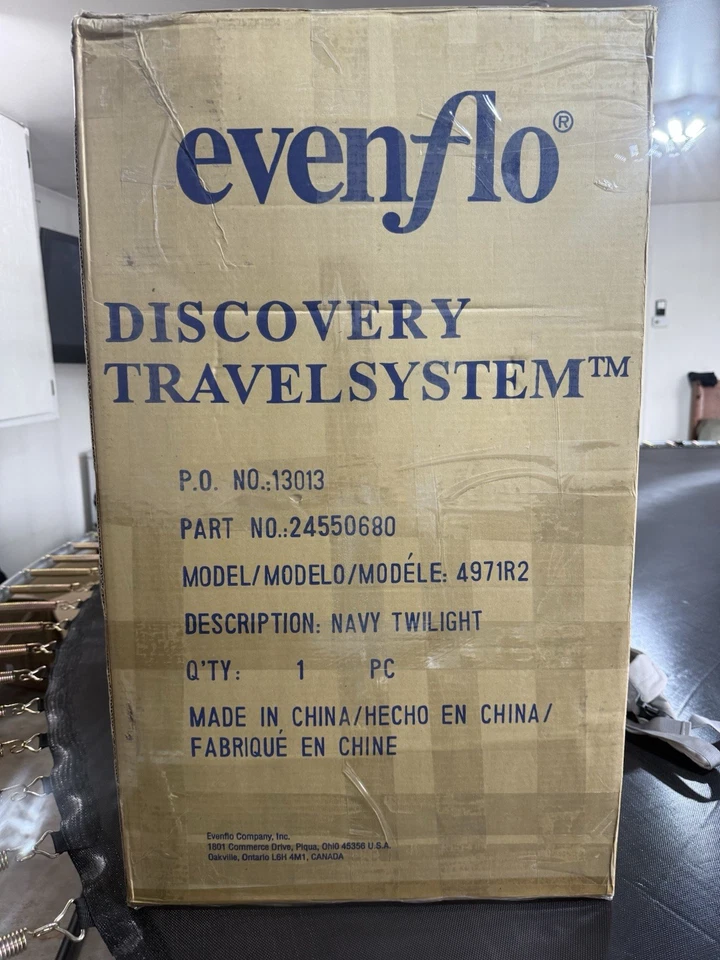 evenflo®
DISCOVERY
TRAVELSYSTEM™
P.O. NO.:13013
PART NO.:24550680
MODEL/MODELO/MODÉLE: 4971R2
DESCRIPTION: NAVY TWILIGHT
Q'TY: 1 PC
MADE IN CHINA/HECHO EN CHINA/
FABRIQUÉ EN CHINE
Evenflo Company, Inc.
1801 Commerce Drive, Piqua, Ohio 45356 U.S.A.
Oakville, Ontario L6H 4M1, CANADA